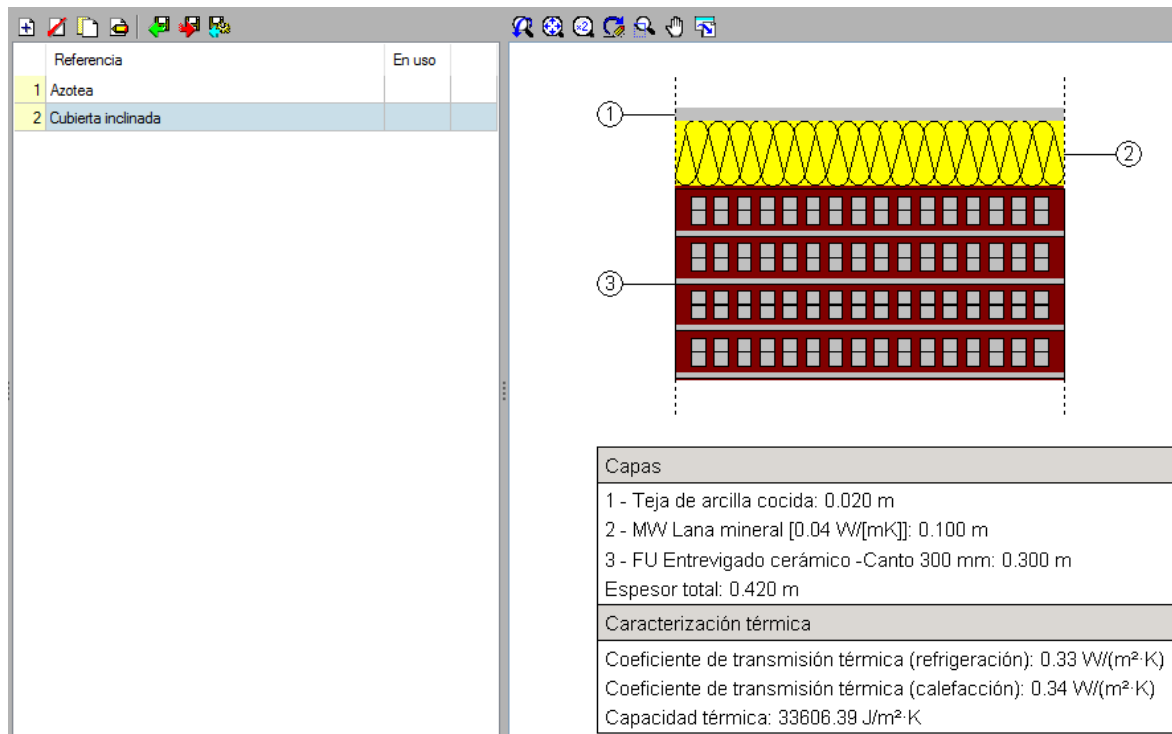 x2
Referencia
En uso
1 Azotea
2 Cubierta inclinada
1
2
3
Capas
1 - Teja de arcilla cocida: 0.020 m
2 - MW Lana mineral [0.04 W/[mK]]: 0.100 m
3 - FU Entrevigado cerámico -Canto 300 mm: 0.300 m
Espesor total: 0.420 m
Caracterización térmica
Coeficiente de transmisión térmica (refrigeración): 0.33 W/(m²·K)
Coeficiente de transmisión térmica (calefacción): 0.34 W/(m²·K)
Capacidad térmica: 33606.39 J/m²·K